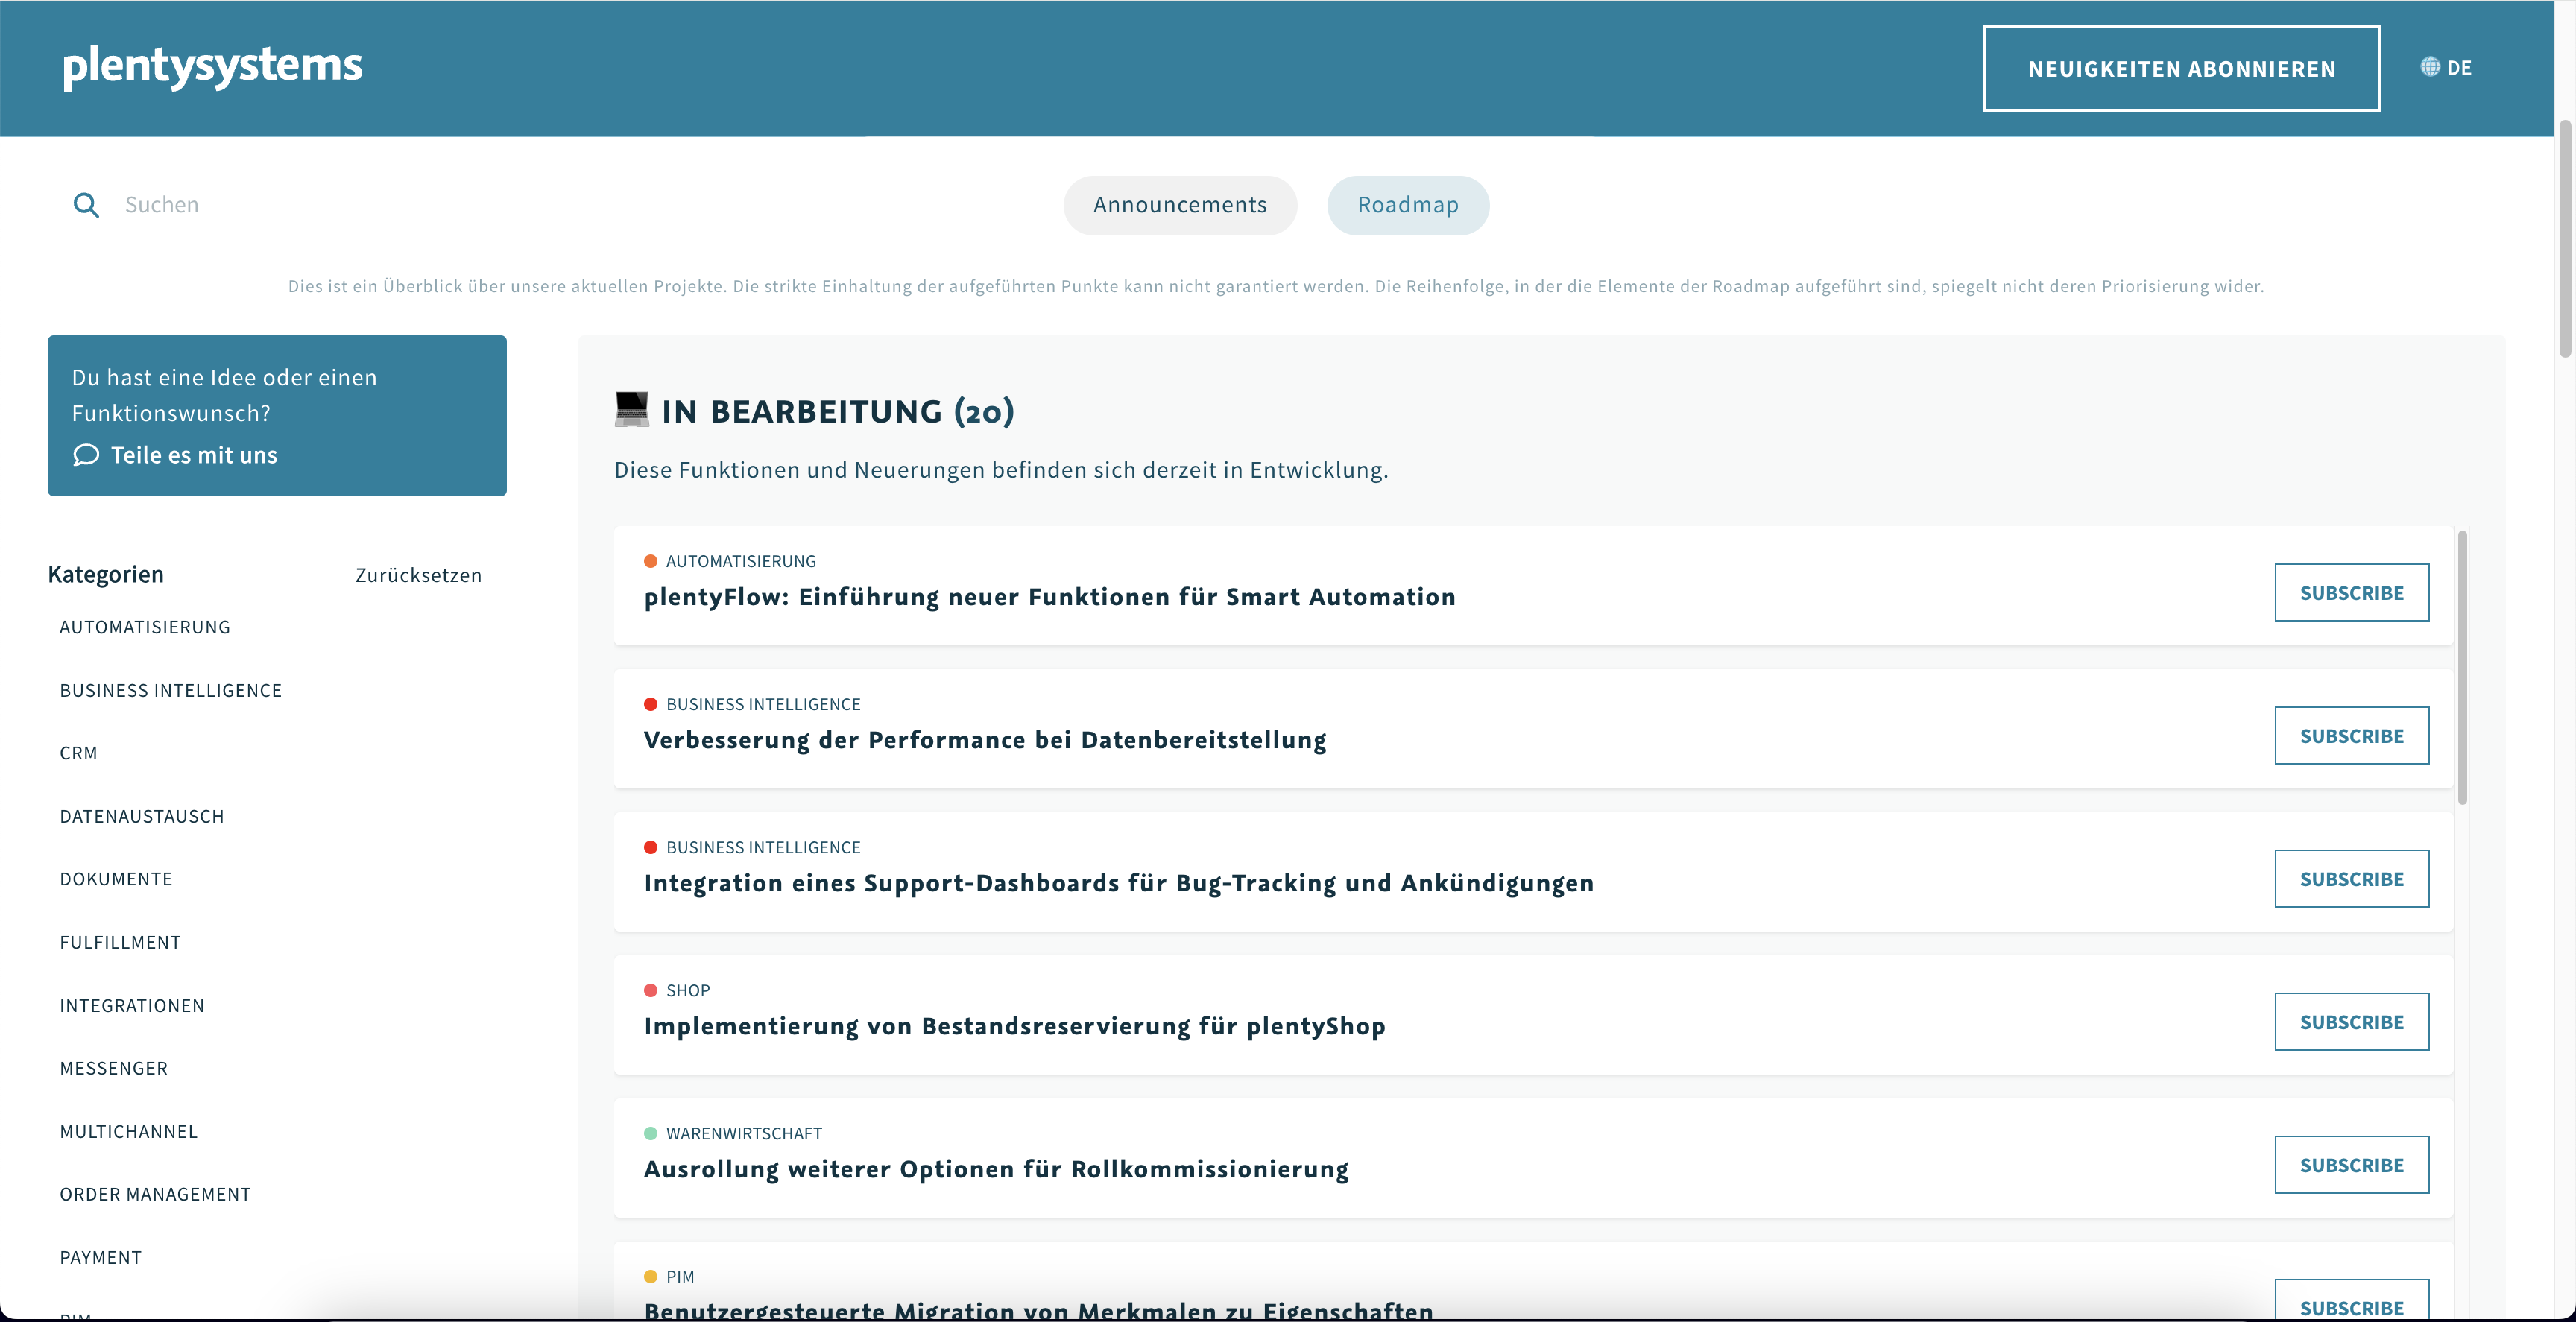 plentysystems
NEUIGKEITEN ABONNIEREN
DE
Suchen
Announcements
Roadmap
Dies ist ein Überblick über unsere aktuellen Projekte. Die strikte Einhaltung der aufgeführten Punkte kann nicht garantiert werden. Die Reihenfolge, in der die Elemente der Roadmap aufgeführt sind, spiegelt nicht deren Priorisierung wider.
Du hast eine Idee oder einen
Funktionswunsch?
Teile es mit uns
Kategorien
Zurücksetzen
AUTOMATISIERUNG
BUSINESS INTELLIGENCE
CRM
DATENAUSTAUSCH
DOKUMENTE
FULFILLMENT
INTEGRATIONEN
MESSENGER
MULTICHANNEL
ORDER MANAGEMENT
PAYMENT
PIM
IN BEARBEITUNG (20)
Diese Funktionen und Neuerungen befinden sich derzeit in Entwicklung.
AUTOMATISIERUNG
plentyFlow: Einführung neuer Funktionen für Smart Automation
SUBSCRIBE
BUSINESS INTELLIGENCE
Verbesserung der Performance bei Datenbereitstellung
SUBSCRIBE
BUSINESS INTELLIGENCE
Integration eines Support-Dashboards für Bug-Tracking und Ankündigungen
SUBSCRIBE
SHOP
Implementierung von Bestandsreservierung für plentyShop
SUBSCRIBE
WARENWIRTSCHAFT
Ausrollung weiterer Optionen für Rollkommissionierung
SUBSCRIBE
PIM
Benutzergesteuerte Migration von Merkmalen zu Eigenschaften
SUBSCRIBE